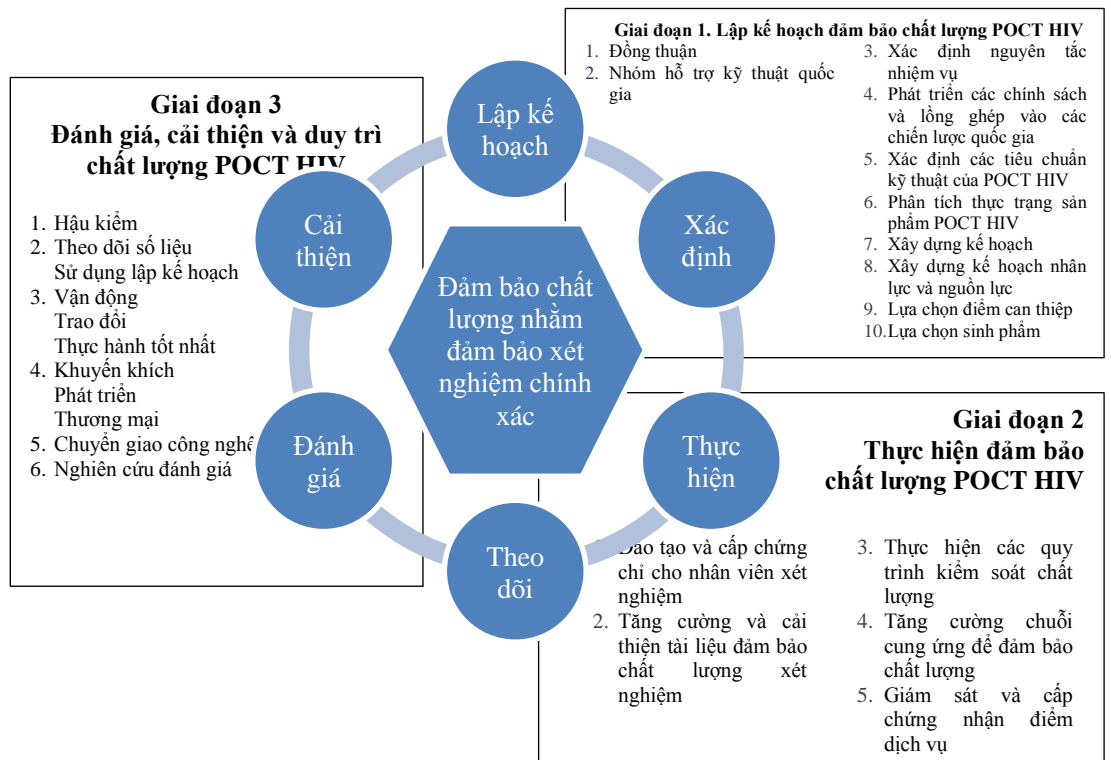 Giai đoạn 1. Lập kế hoạch đảm bảo chất lượng POCT HIV
1. Đồng thuận
2. Nhóm hỗ trợ kỹ thuật quốc
gia
3. Xác định nguyên tắc
nhiệm vụ
4. Phát triển các chính sách
và lồng ghép vào các
chiến lược quốc gia
5. Xác định các tiêu chuẩn
kỹ thuật của POCT HIV
6. Phân tích thực trạng sản
phẩm POCT HIV
7. Xây dựng kế hoạch
8. Xây dựng kế hoạch nhân
lực và nguồn lực
9. Lựa chọn điểm can thiệp
10.Lựa chọn sinh phẩm
Giai đoạn 3
Đánh giá, cải thiện và duy trì
chất lượng POCT HIV
1. Hậu kiểm
2. Theo dõi số liệu
Sử dụng lập kế hoạch
3. Vận động
Trao đổi
Thực hành tốt nhất
4. Khuyến khích
Phát triển
Thương mại
5. Chuyển giao công nghệ
6. Nghiên cứu đánh giá
Lập kế
hoạch
Xác
định
Thực
hiện
Theo
dõi
Đánh
giá
Cải
thiện
Đảm bảo chất
lượng nhằm
đảm bảo xét
nghiệm chính
xác
Giai đoạn 2
Thực hiện đảm bảo
chất lượng POCT HIV
Đào tạo và cấp chứng
chỉ cho nhân viên xét
nghiệm
2. Tăng cường và cải
thiện tài liệu đảm bảo
chất lượng xét
nghiệm
3. Thực hiện các quy
trình kiểm soát chất
lượng
4. Tăng cường chuỗi
cung ứng để đảm bảo
chất lượng
5. Giám sát và cấp
chứng nhận điểm
dịch vụ